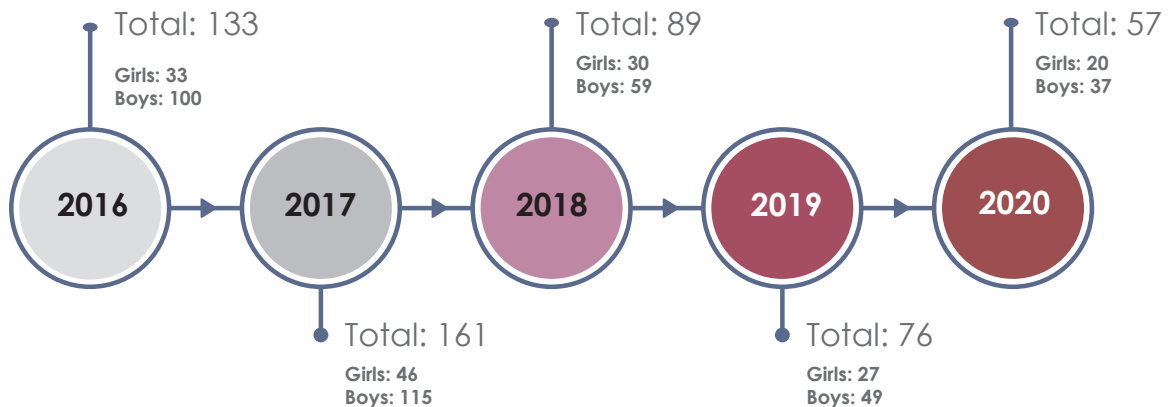 Total: 133
Girls: 33
Boys: 100
Total: 89
Girls: 30
Boys: 59
Total: 57
Girls: 20
Boys: 37
2016
2017
2018
2019
2020
Total: 161
Girls: 46
Boys: 115
Total: 76
Girls: 27
Boys: 49